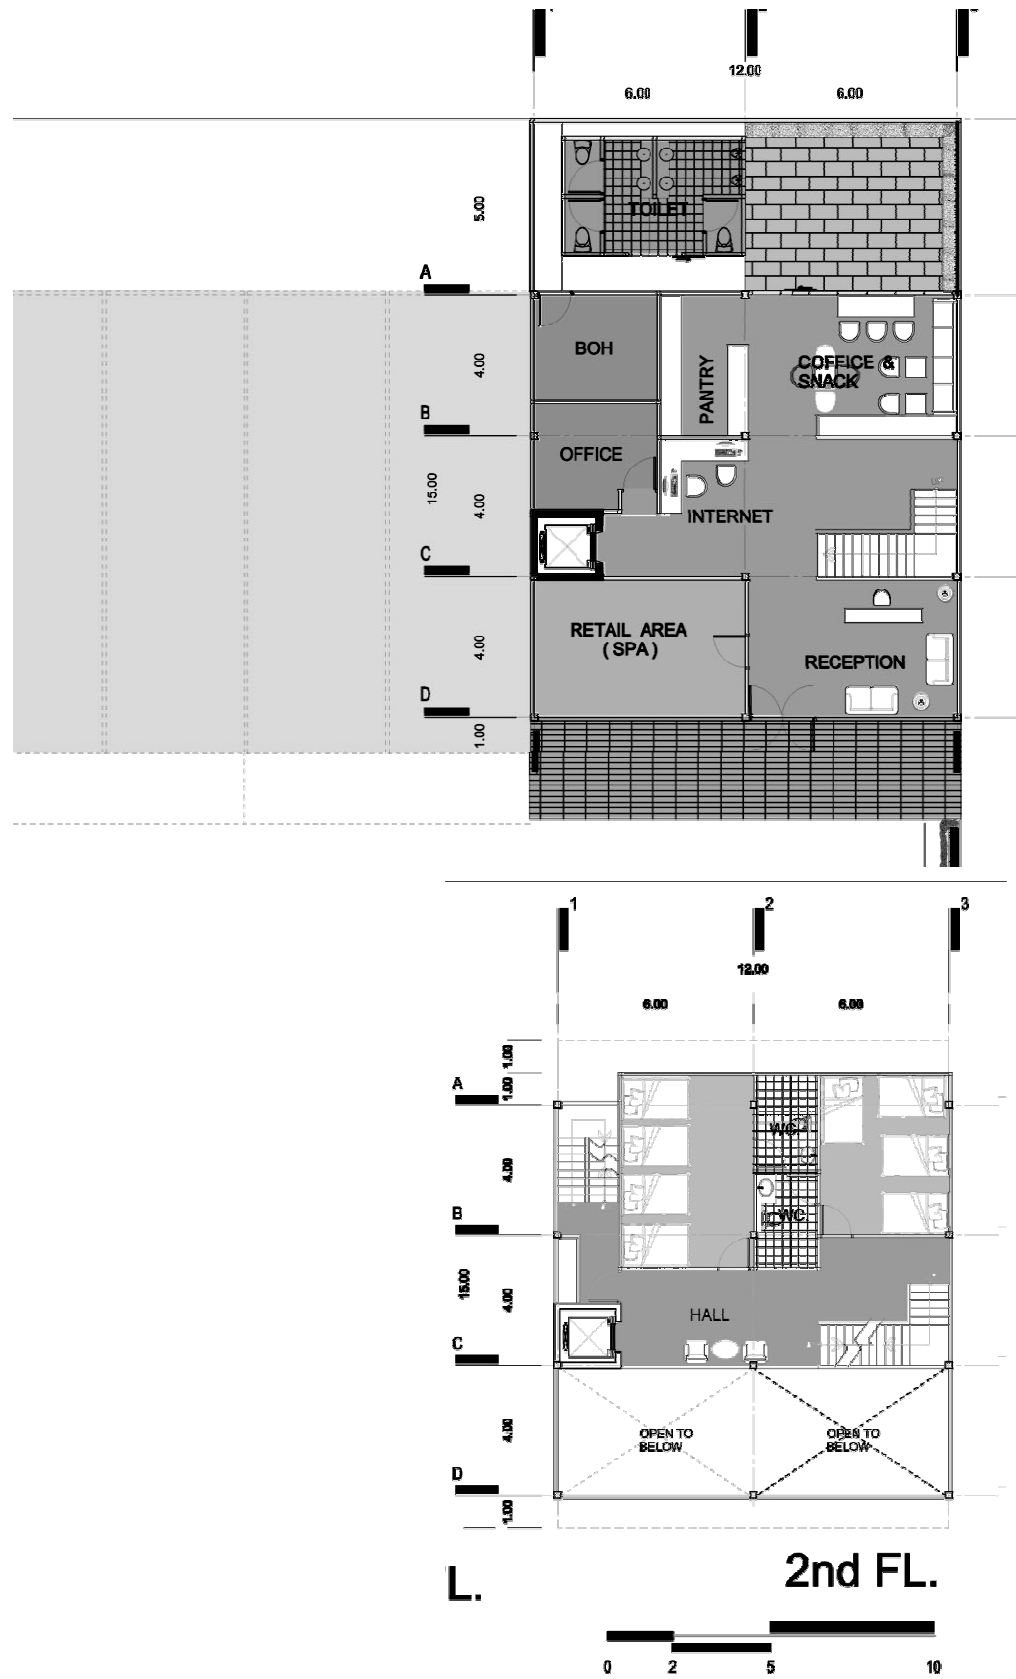 12.00
6.00
6.00
5.00
TOILET
A
4.00
BOH
PANTRY
COFFICE &
SNACK
B
OFFICE
15.00
4.00
INTERNET
C
RETAIL AREA
( SPA )
4.00
RECEPTION
D
1.00
1
2
3
12.00
6.00
6.00
1.00
A
1.00
WC.
4.00
B
WC.
15.00
4.00
HALL
C
4.00
OPEN TO
BELOW
OPEN TO
BELOW
D
1.00
L.
2nd FL.
0
2
5
10